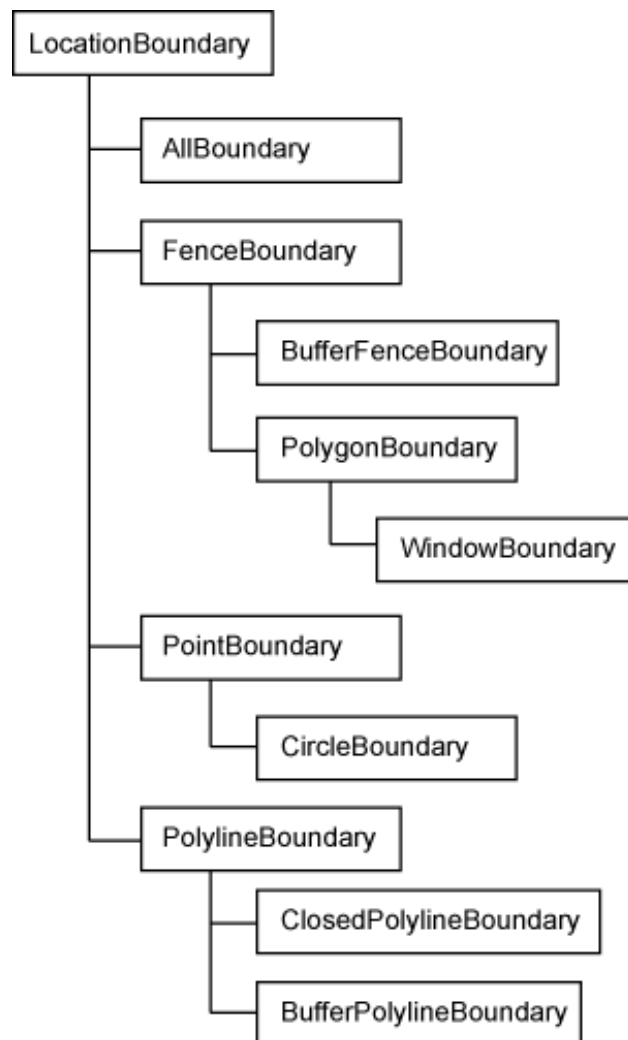 LocationBoundary
AllBoundary
FenceBoundary
BufferFenceBoundary
PolygonBoundary
WindowBoundary
PointBoundary
CircleBoundary
PolylineBoundary
ClosedPolylineBoundary
BufferPolylineBoundary